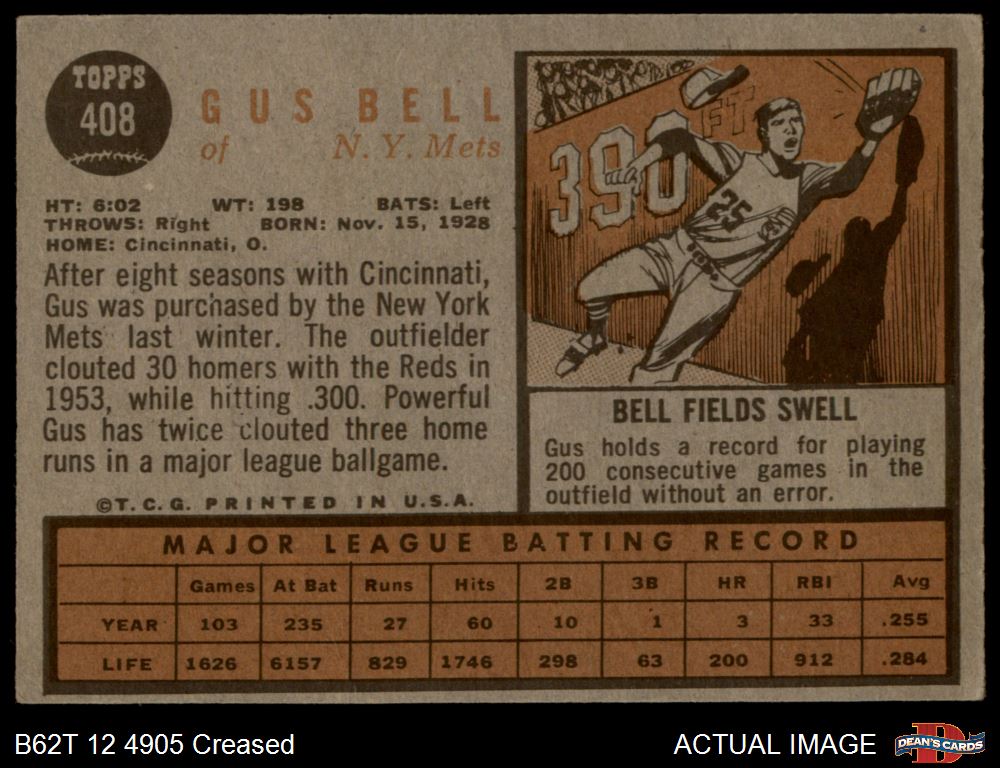 TOPPS
408
GUS BELL
of N. Y. Mets
HT: 6:02 WT: 198 BATS: Left
THROWS: Right BORN: Nov. 15, 1928
HOME: Cincinnati, O.
After eight seasons with Cincinnati,
Gus was purchased by the New York
Mets last winter. The outfielder
clouted 30 homers with the Reds in
1953, while hitting .300. Powerful
Gus has twice clouted three home
runs in a major league ballgame.
©T.C.G. PRINTED IN U.S.A.
390 FT
25
BELL FIELDS SWELL
Gus holds a record for playing
200 consecutive games in the
outfield without an error.
MAJOR LEAGUE BATTING RECORD
Games At Bat Runs Hits 2B 3B HR RBI Avg
YEAR 103 235 27 60 10 1 3 33 .255
LIFE 1626 6157 829 1746 298 63 200 912 .284
B62T 12 4905 Creased
ACTUAL IMAGE
DEAN'S CARDS